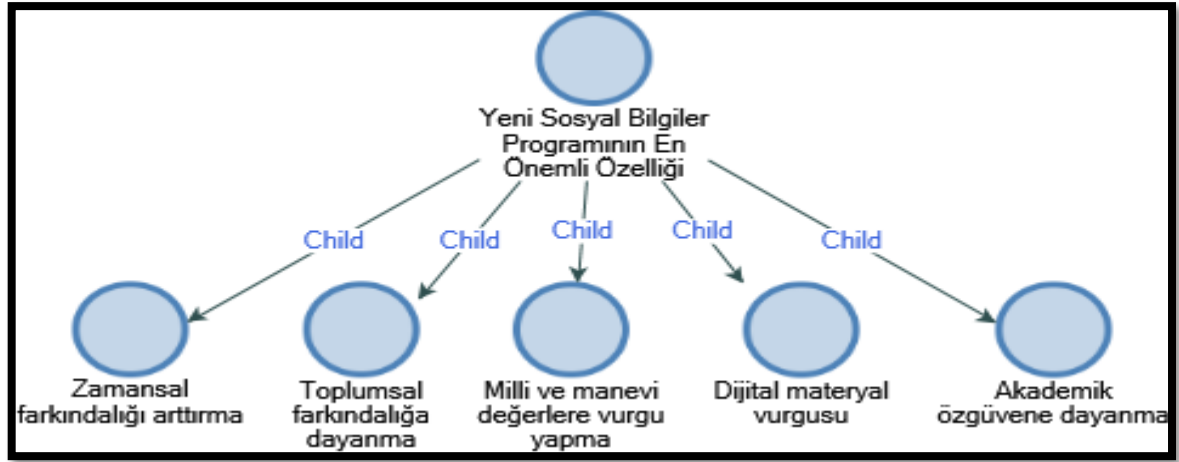 Yeni Sosyal Bilgiler
Programının En
Önemli Özelliği
Child
Child
Child
Child
Child
Zamansal
farkındalığı arttırma
Toplumsal
farkındalığa
dayanma
Milli ve manevi
değerlere vurgu
yapma
Dijital materyal
vurgusu
Akademik
özgüvene dayanma